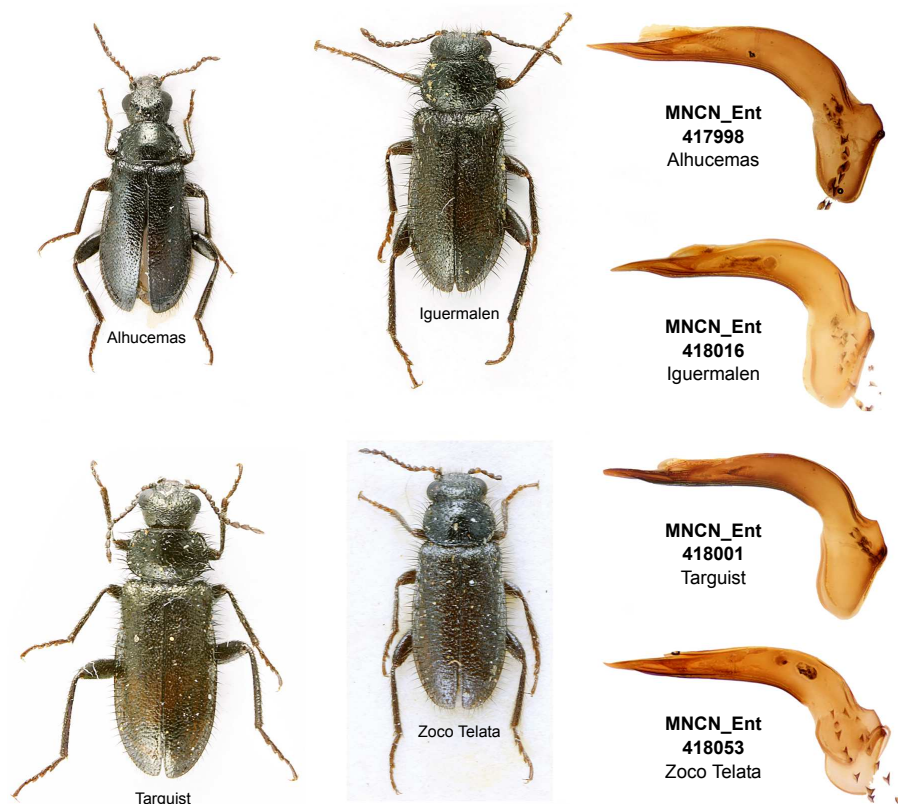 Alhucemas
Iguermalen
MNCN_Ent
417998
Alhucemas
MNCN_Ent
418016
Iguermalen
Targuist
Zoco Telata
MNCN_Ent
418001
Targuist
MNCN_Ent
418053
Zoco Telata